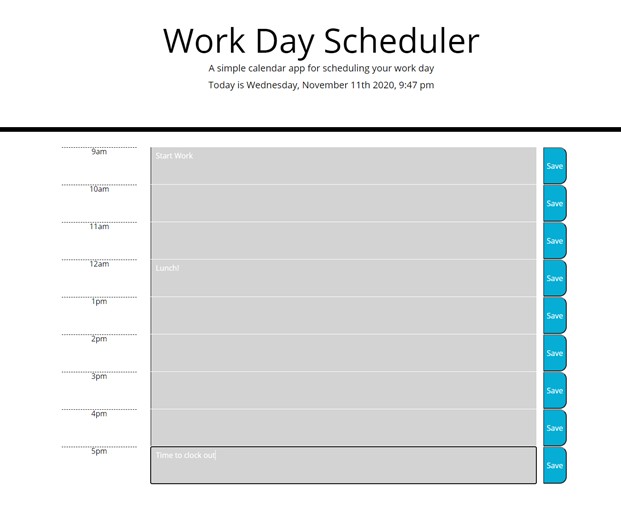 Work Day Scheduler
A simple calendar app for scheduling your work day
Today is Wednesday, November 11th 2020, 9:47 pm
9am Start Work Save
10am Save
11am Save
12am Lunch! Save
1pm Save
2pm Save
3pm Save
4pm Save
5pm Time to clock out Save